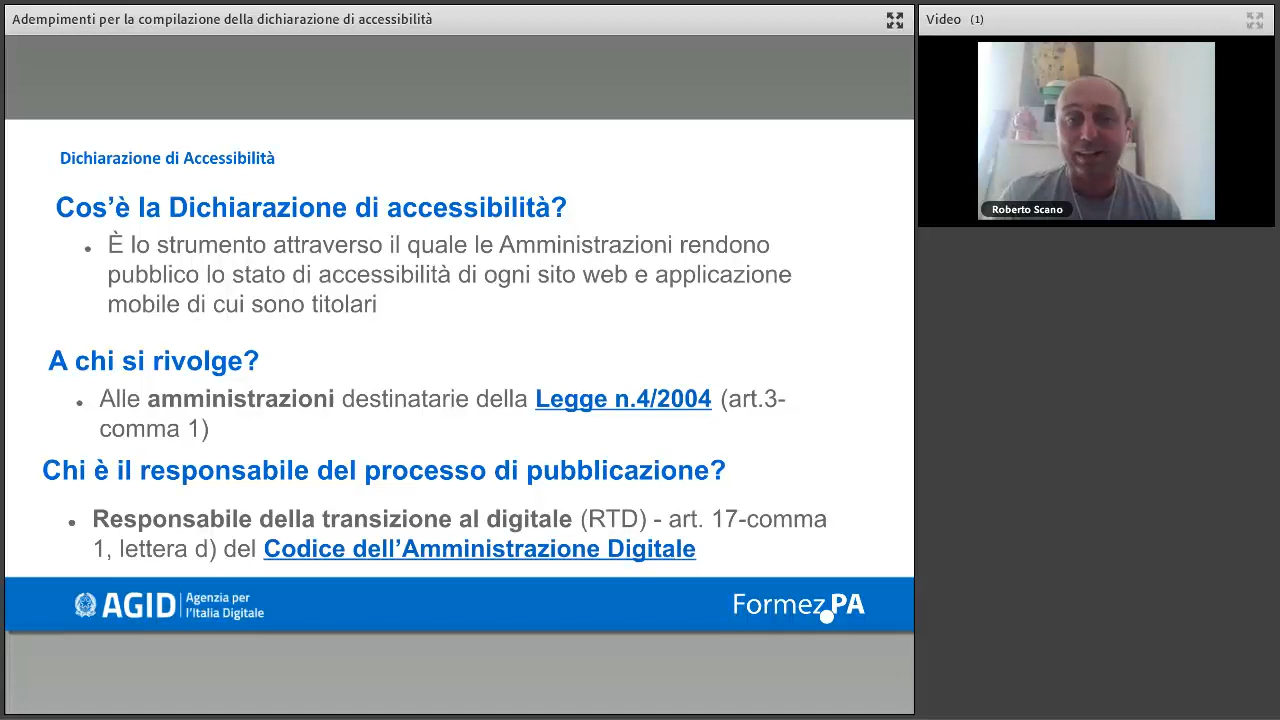 Adempimenti per la compilazione della dichiarazione di accessibilità
Video (1)
Roberto Scano
Dichiarazione di Accessibilità
Cos'è la Dichiarazione di accessibilità?
• È lo strumento attraverso il quale le Amministrazioni rendono
pubblico lo stato di accessibilità di ogni sito web e applicazione
mobile di cui sono titolari
A chi si rivolge?
• Alle amministrazioni destinatarie della Legge n.4/2004 (art.3-
comma 1)
Chi è il responsabile del processo di pubblicazione?
• Responsabile della transizione al digitale (RTD) - art. 17-comma
1, lettera d) del Codice dell'Amministrazione Digitale
AGID Agenzia per
l'Italia Digitale
Formez.PA